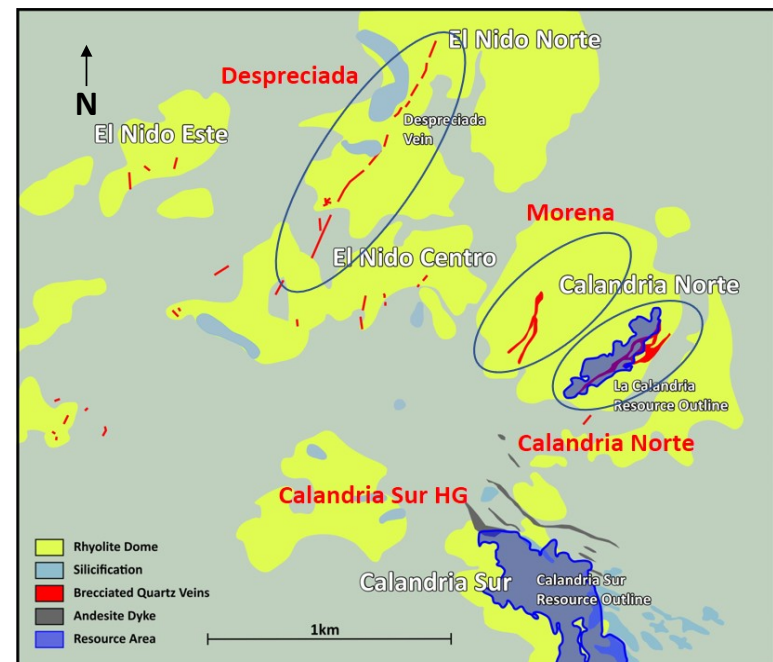 El Nido Norte
Despreciada
N
El Nido Este
Despreciada
Vein
Morena
El Nido Centro
Calandria Norte
La Calandria
Resource Outline
Calandria Norte
Calandria Sur HG
Rhyolite Dome
Silicification
Brecciated Quartz Veins
Andesite Dyke
Resource Area
Calandria Sur
Calandria Sur
Resource Outline
1km